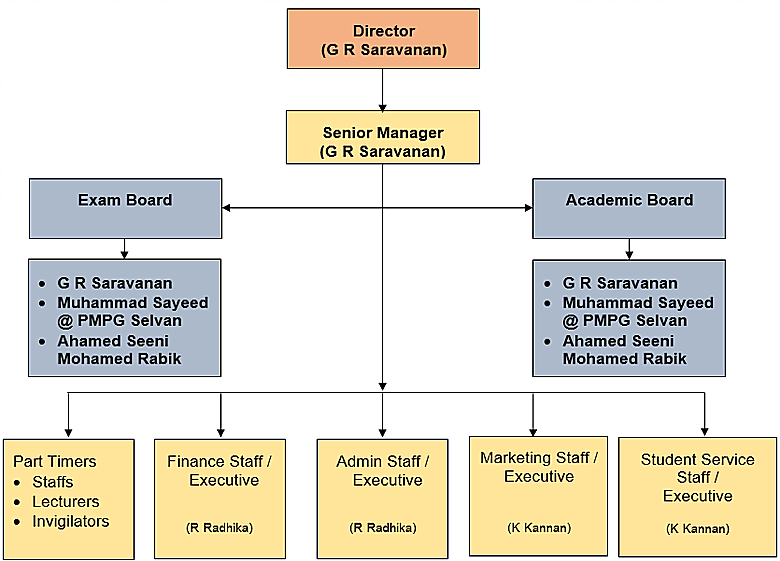 Director
(G R Saravanan)
Senior Manager
(G R Saravanan)
Exam Board
Academic Board
• G R Saravanan
• Muhammad Sayeed
@ PMPG Selvan
• Ahamed Seeni
Mohamed Rabik
• G R Saravanan
• Muhammad Sayeed
@ PMPG Selvan
• Ahamed Seeni
Mohamed Rabik
Part Timers
• Staffs
• Lecturers
• Invigilators
Finance Staff /
Executive
(R Radhika)
Admin Staff /
Executive
(R Radhika)
Marketing Staff /
Executive
(K Kannan)
Student Service
Staff /
Executive
(K Kannan)